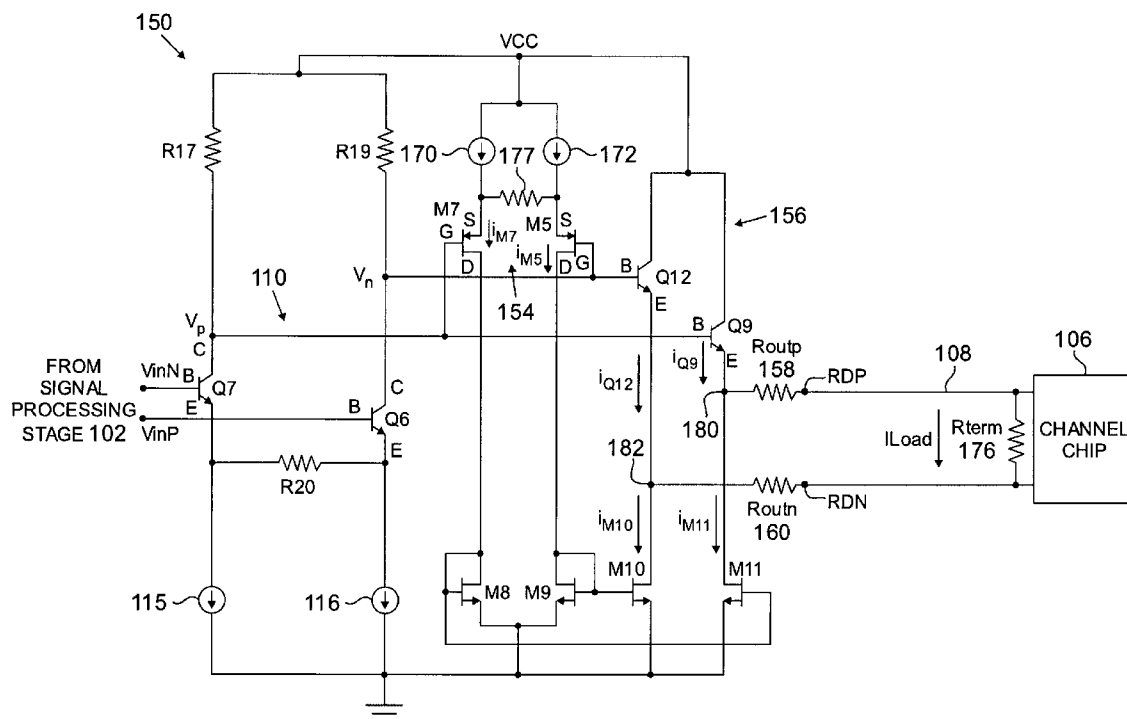 150
VCC
R17
R19
170
177
172
156
M7
S
S
G
iM7
M5
D
iM5
D
G
B
Q12
E
Vn
154
110
Vp
C
B
Q9
E
iQ12
iQ9
Routp
158
RDP
108
106
FROM
SIGNAL
PROCESSING
STAGE 102
VinN
B
Q7
E
VinP
C
B
Q6
E
180
ILoad
Rterm
176
CHANNEL
CHIP
R20
182
Routn
160
RDN
iM10
iM11
115
116
M8
M9
M10
M11